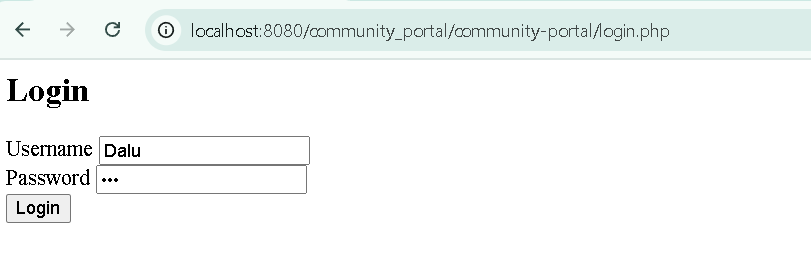 localhost:8080/community_portal/community-portal/login.php
Login
Username Dalu
Password •••
Login